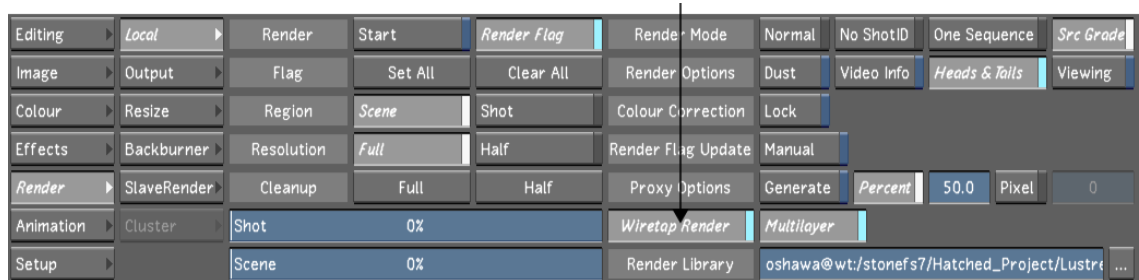 Editing Local Render Start Render Flag Render Mode Normal No ShotID One Sequence Src Grade
Image Output Flag Set All Clear All Render Options Dust Video Info Heads & Tails Viewing
Colour Resize Region Scene Shot Colour Correction Lock
Effects Backburner Resolution Full Half Render Flag Update Manual
Render SlaveRender Cleanup Full Half Proxy Options Generate Percent 50.0 Pixel 0
Animation Cluster Shot 0% Wiretap Render Multilayer
Setup Scene 0% Render Library oshawa@wt:/stonefs7/Hatched_Project/Lustre ...